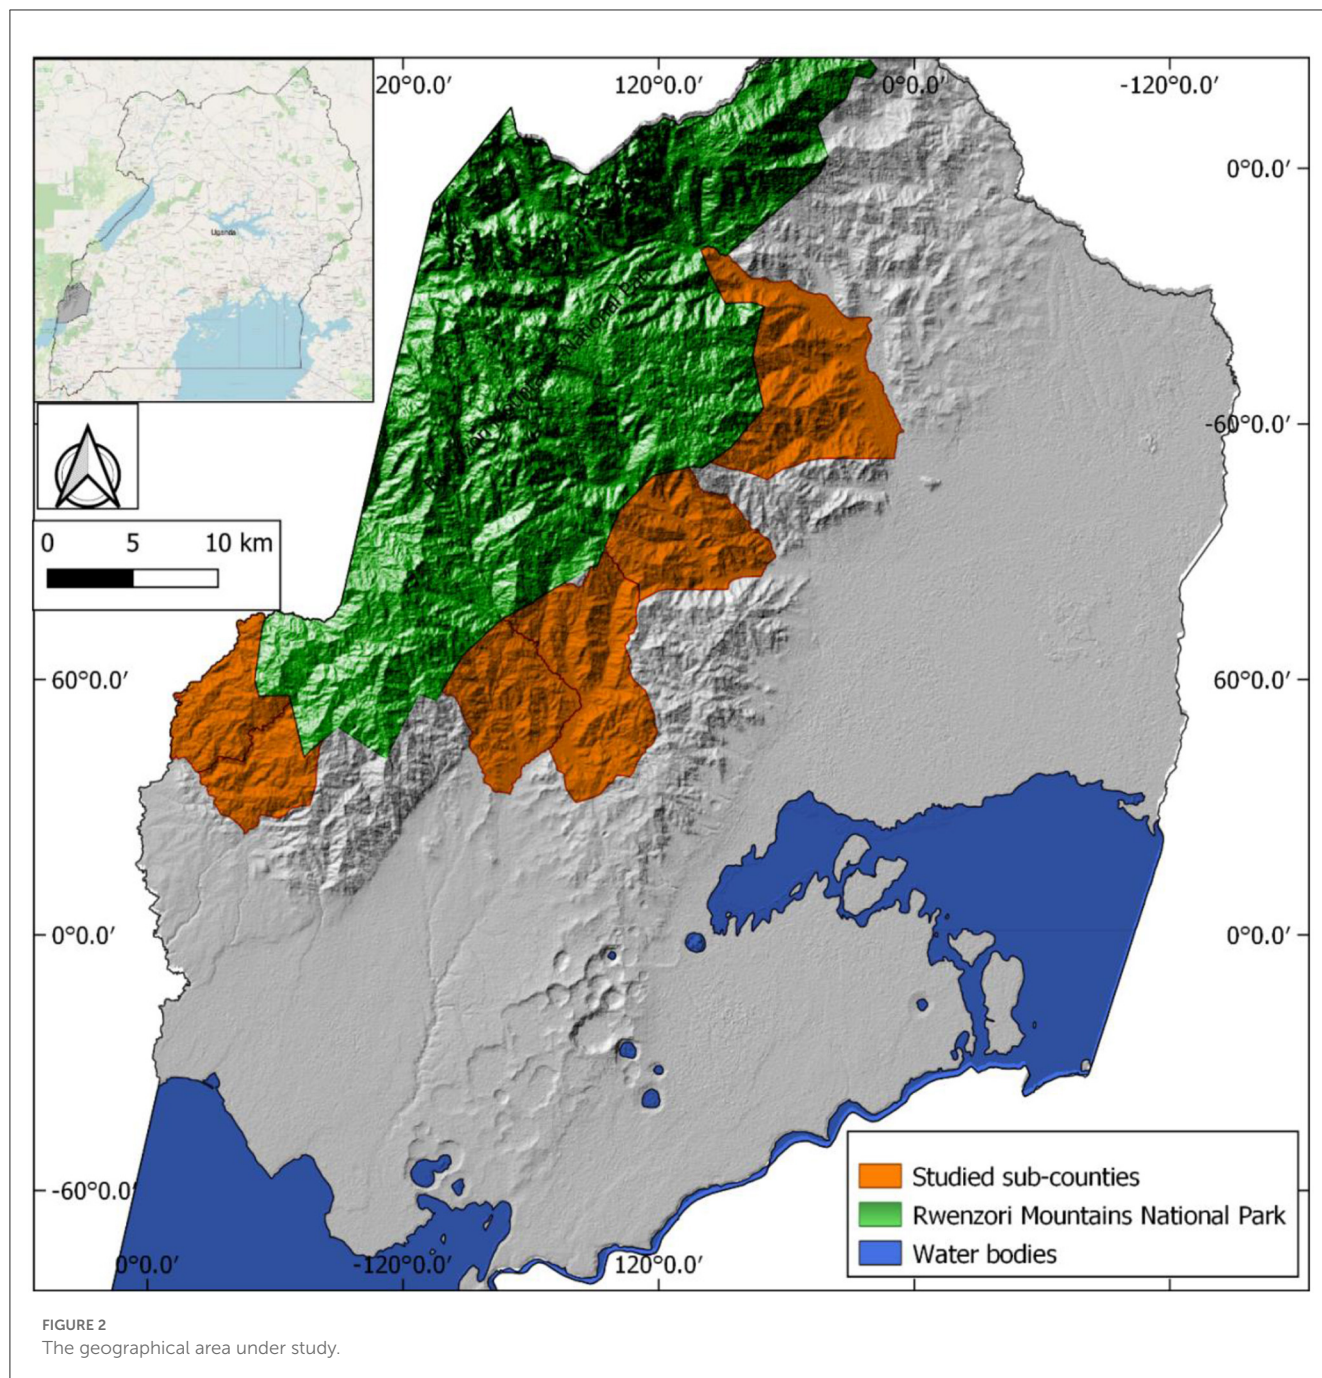 20°0.0′ 120°0.0′ 0°0.0′ -120°0.0′
0°0.0′
Uganda
-60°0.0′
0 5 10 km
60°0.0′ 60°0.0′
0°0.0′ 0°0.0′
-60°0.0′
Studied sub-counties
Rwenzori Mountains National Park
Water bodies
0°0.0′ -120°0.0′ 120°0.0′
FIGURE 2
The geographical area under study.